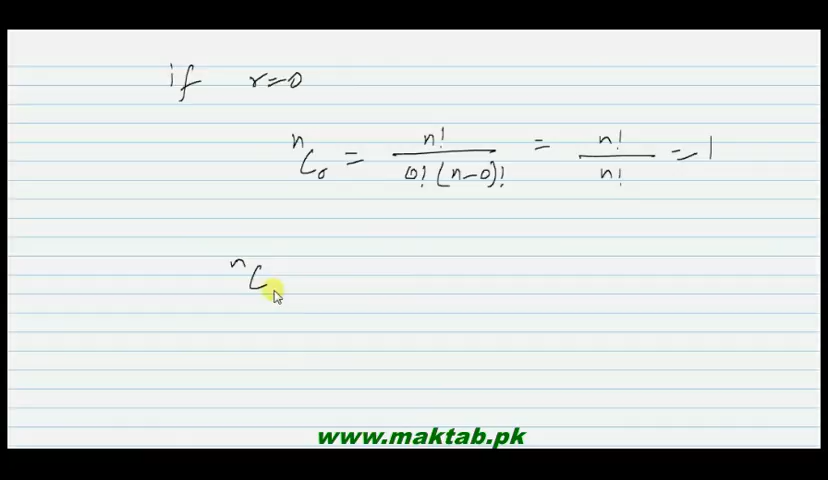 if r=0
ⁿC₀ = n! / 0! (n-0)! = n! / n! = 1
ⁿC
www.maktab.pk